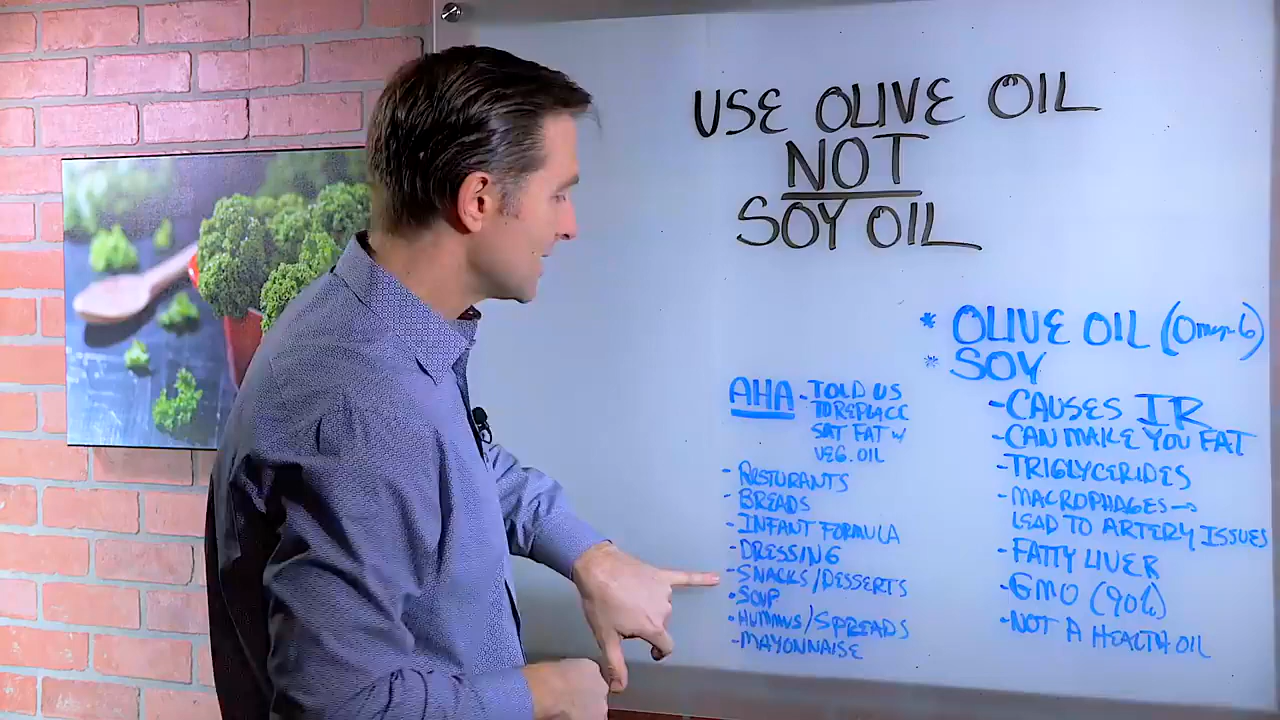 USE OLIVE OIL
NOT
SOY OIL
AHA - TOLD US
TO REPLACE
SAT FAT W
VEG. OIL
- RESTURANTS
- BREADS
- INFANT FORMULA
- DRESSING
- SNACKS/DESSERTS
- SOUP
- HUMMUS/SPREADS
- MAYONNAISE
* OLIVE OIL (Omega-6)
* SOY
- CAUSES IR
- CAN MAKE YOU FAT
- TRIGLYCERIDES
- MACROPHAGES →
LEAD TO ARTERY ISSUES
- FATTY LIVER
- GMO (90%)
- NOT A HEALTH OIL